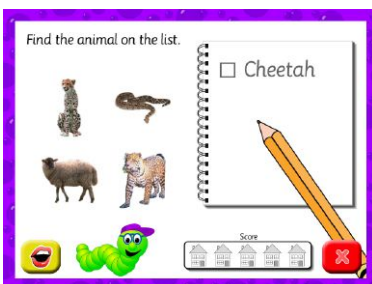 Find the animal on the list.
Cheetah
Score